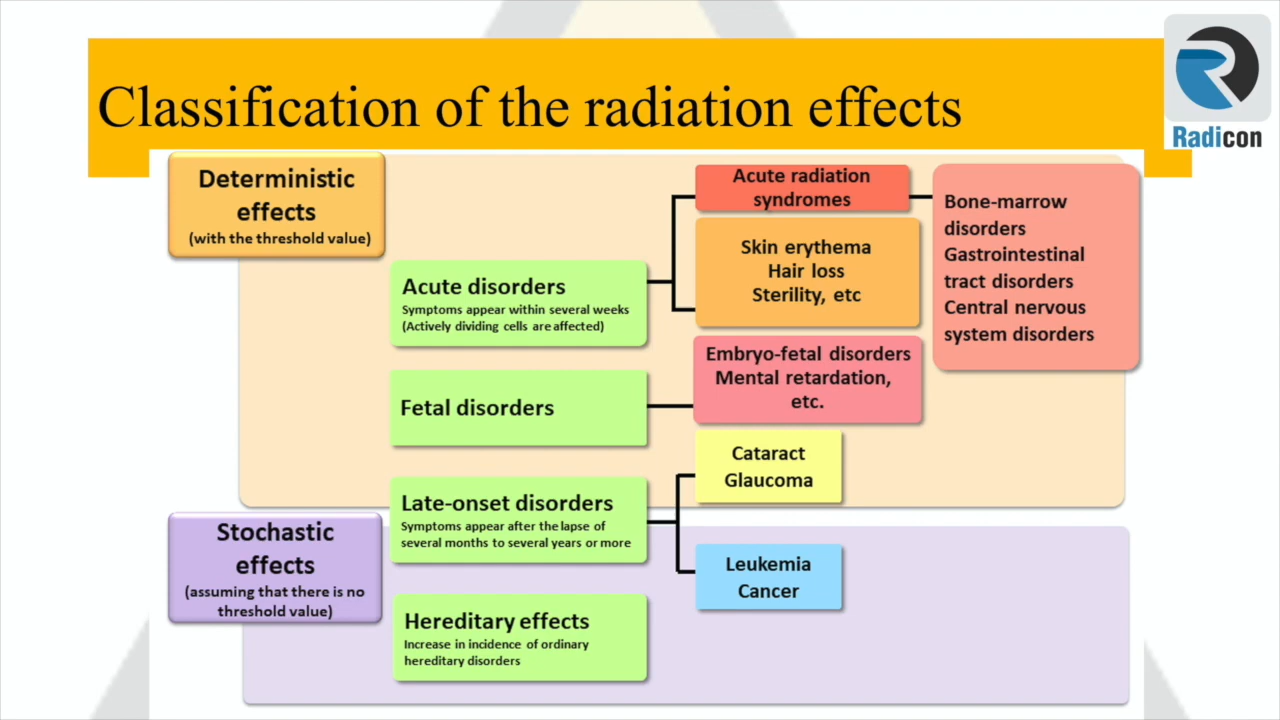 Classification of the radiation effects
Radicon
Deterministic
effects
(with the threshold value)
Acute disorders
Symptoms appear within several weeks
(Actively dividing cells are affected)
Acute radiation
syndromes
Skin erythema
Hair loss
Sterility, etc
Bone-marrow
disorders
Gastrointestinal
tract disorders
Central nervous
system disorders
Fetal disorders
Embryo-fetal disorders
Mental retardation,
etc.
Late-onset disorders
Symptoms appear after the lapse of
several months to several years or more
Cataract
Glaucoma
Stochastic
effects
(assuming that there is no
threshold value)
Leukemia
Cancer
Hereditary effects
Increase in incidence of ordinary
hereditary disorders